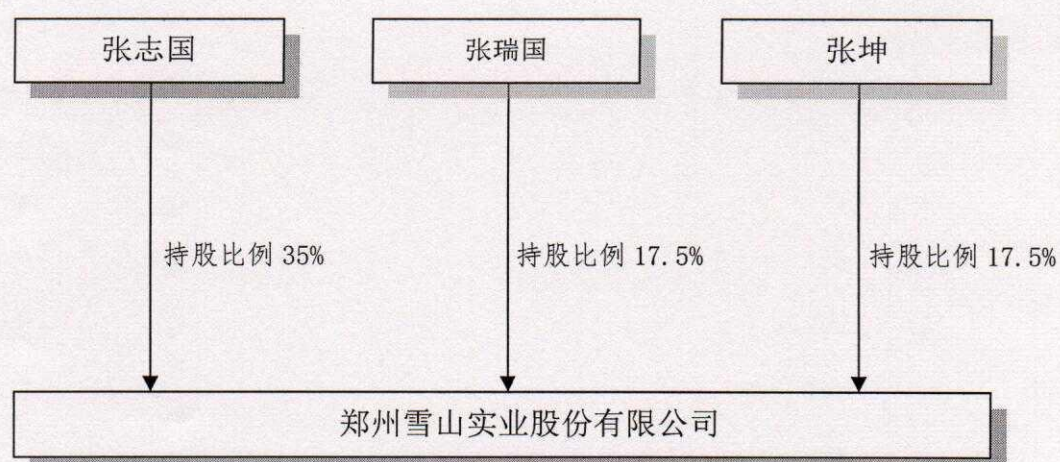 张志国
张瑞国
张坤
持股比例 35%
持股比例 17.5%
持股比例 17.5%
郑州雪山实业股份有限公司